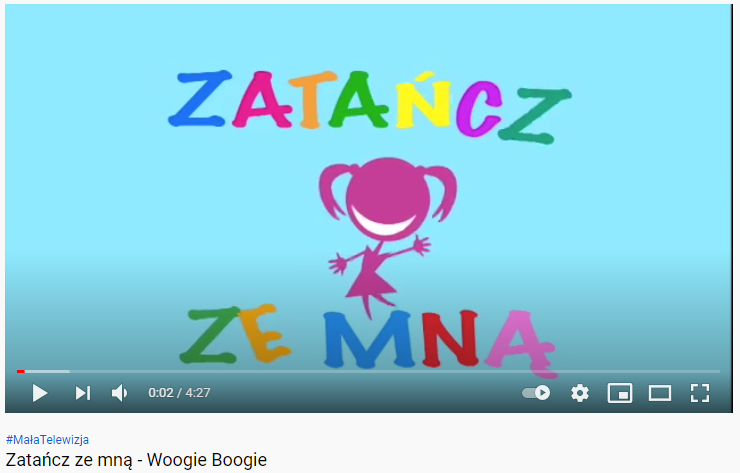 ZATAŃCZ
ZE MNĄ
0:02 / 4:27
#MałaTelewizja
Zatańcz ze mną - Woogie Boogie